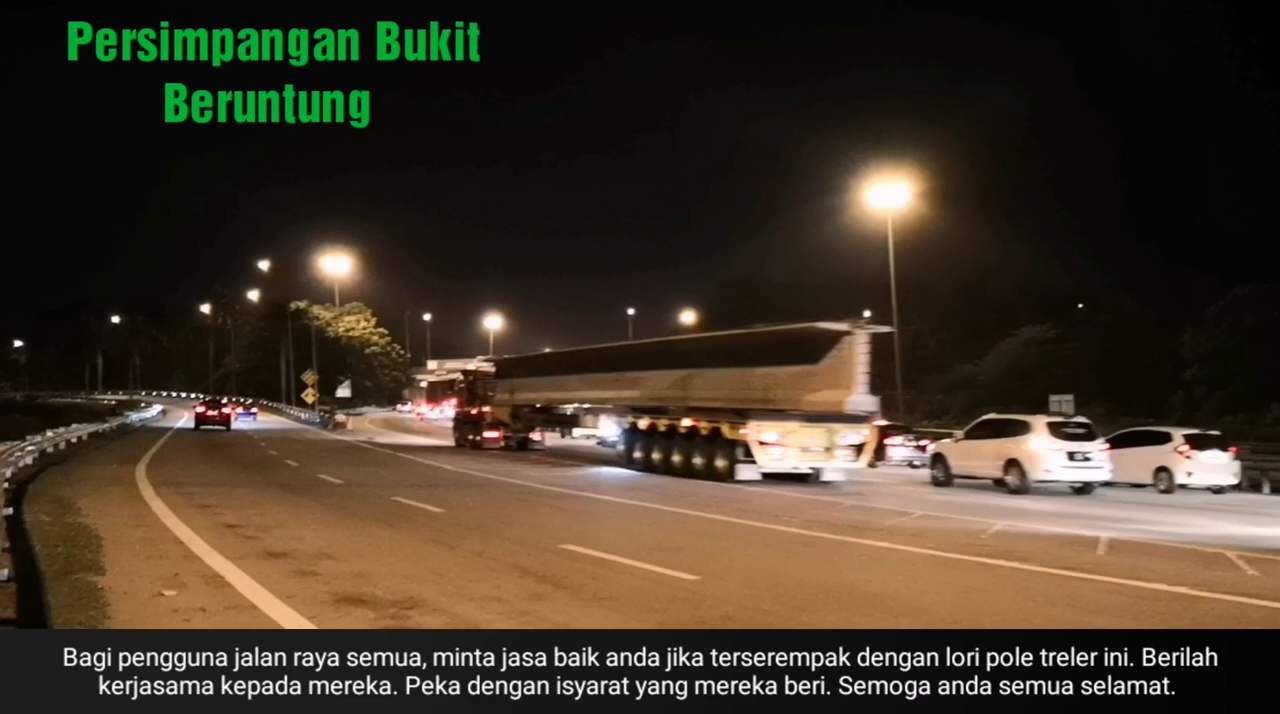 Persimpangan Bukit
Beruntung
Bagi pengguna jalan raya semua, minta jasa baik anda jika terserempak dengan lori pole treler ini. Berilah
kerjasama kepada mereka. Peka dengan isyarat yang mereka beri. Semoga anda semua selamat.